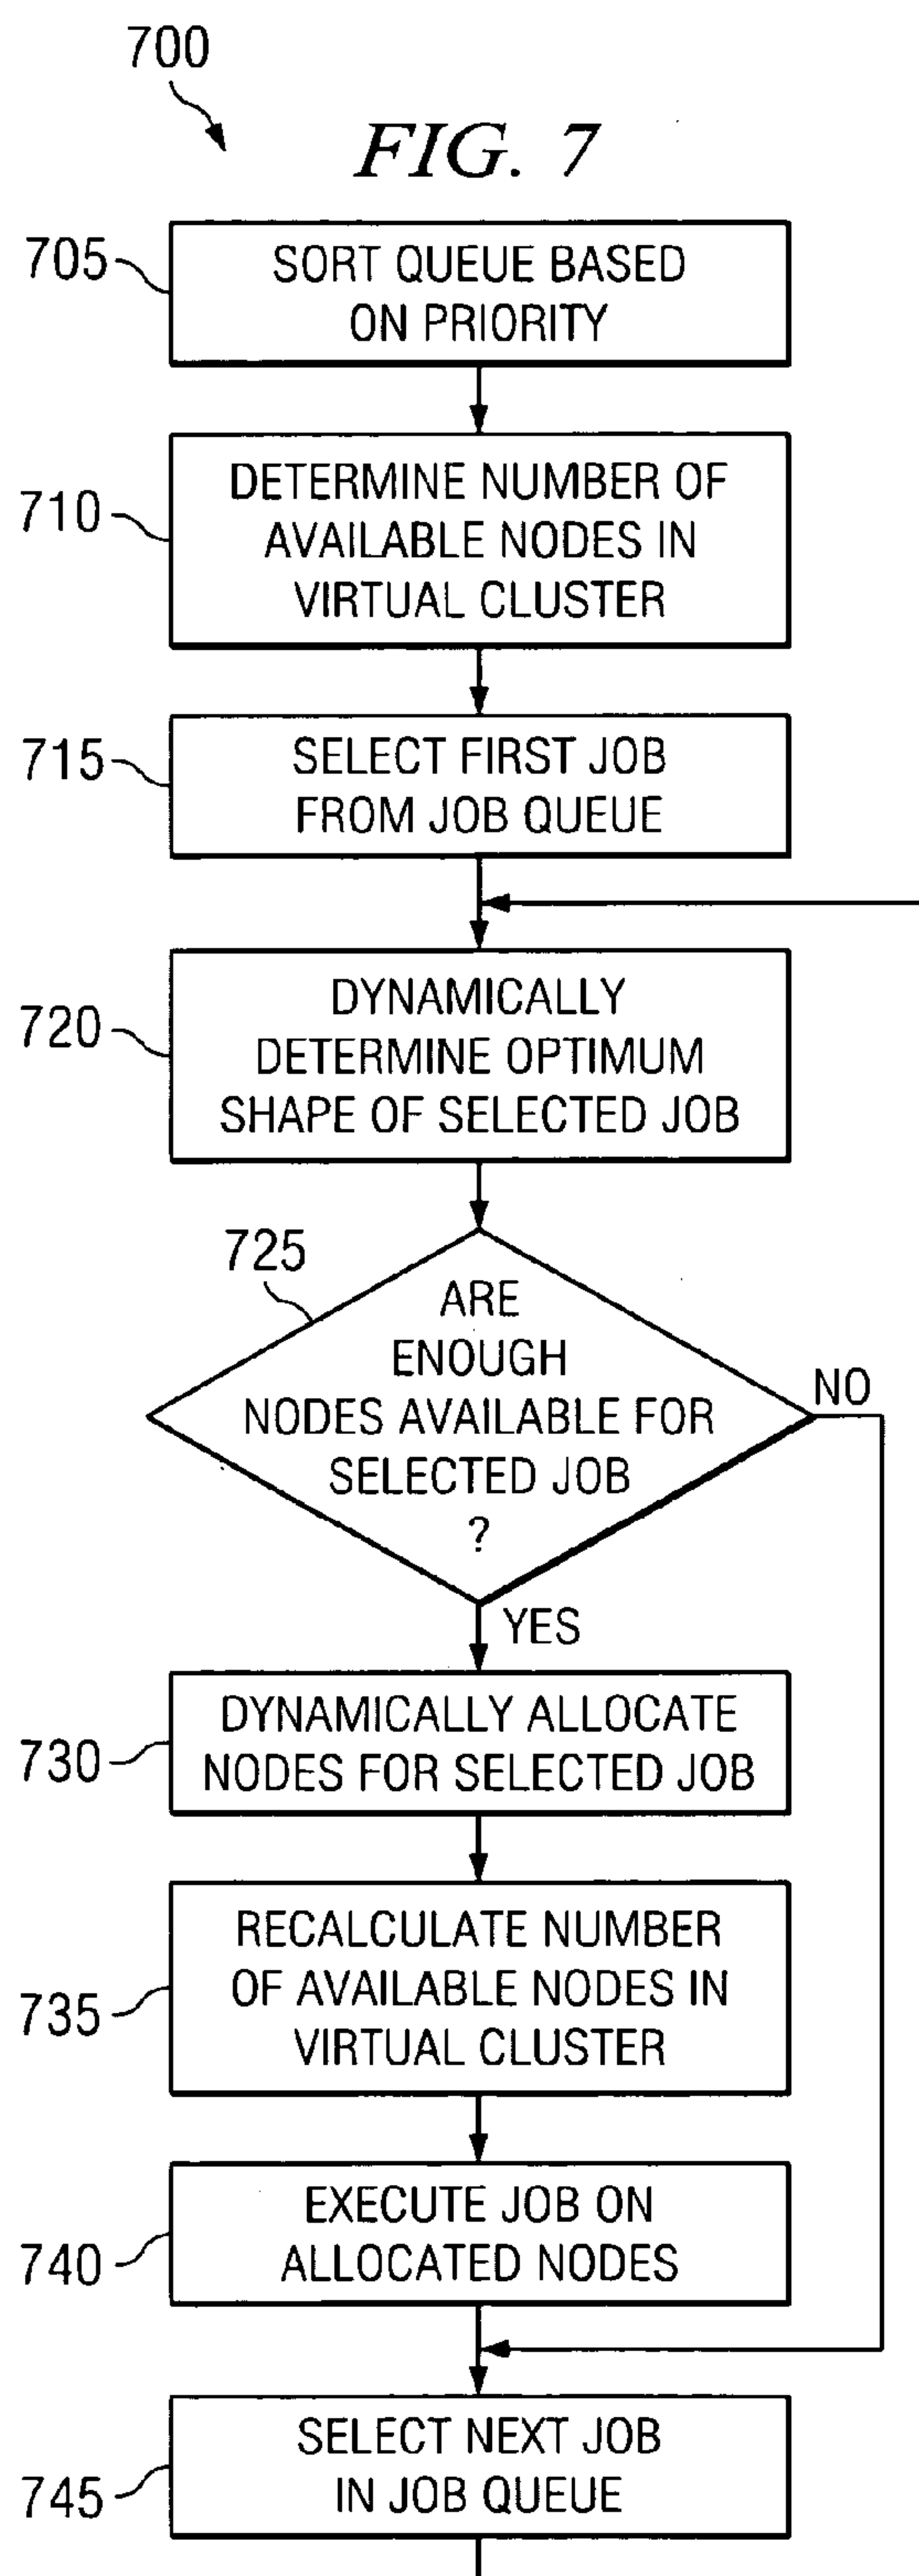 700
FIG. 7
705
SORT QUEUE BASED
ON PRIORITY
710
DETERMINE NUMBER OF
AVAILABLE NODES IN
VIRTUAL CLUSTER
715
SELECT FIRST JOB
FROM JOB QUEUE
720
DYNAMICALLY
DETERMINE OPTIMUM
SHAPE OF SELECTED JOB
725
ARE
ENOUGH
NODES AVAILABLE FOR
SELECTED JOB
?
NO
YES
730
DYNAMICALLY ALLOCATE
NODES FOR SELECTED JOB
735
RECALCULATE NUMBER
OF AVAILABLE NODES IN
VIRTUAL CLUSTER
740
EXECUTE JOB ON
ALLOCATED NODES
745
SELECT NEXT JOB
IN JOB QUEUE